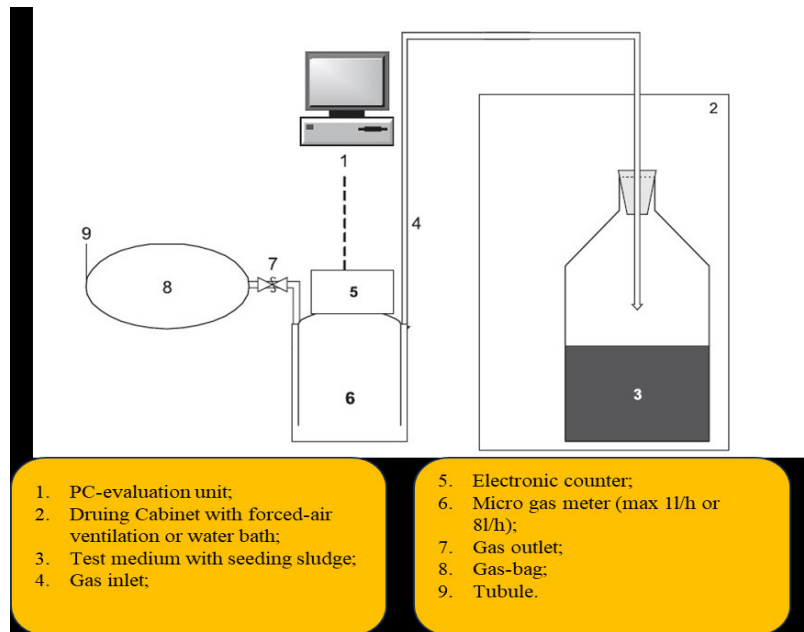 2
1
4
9
7
8
5
6
3
1. PC-evaluation unit;
2. Druing Cabinet with forced-air
ventilation or water bath;
3. Test medium with seeding sludge;
4. Gas inlet;
5. Electronic counter;
6. Micro gas meter (max 1l/h or
8l/h);
7. Gas outlet;
8. Gas-bag;
9. Tubule.